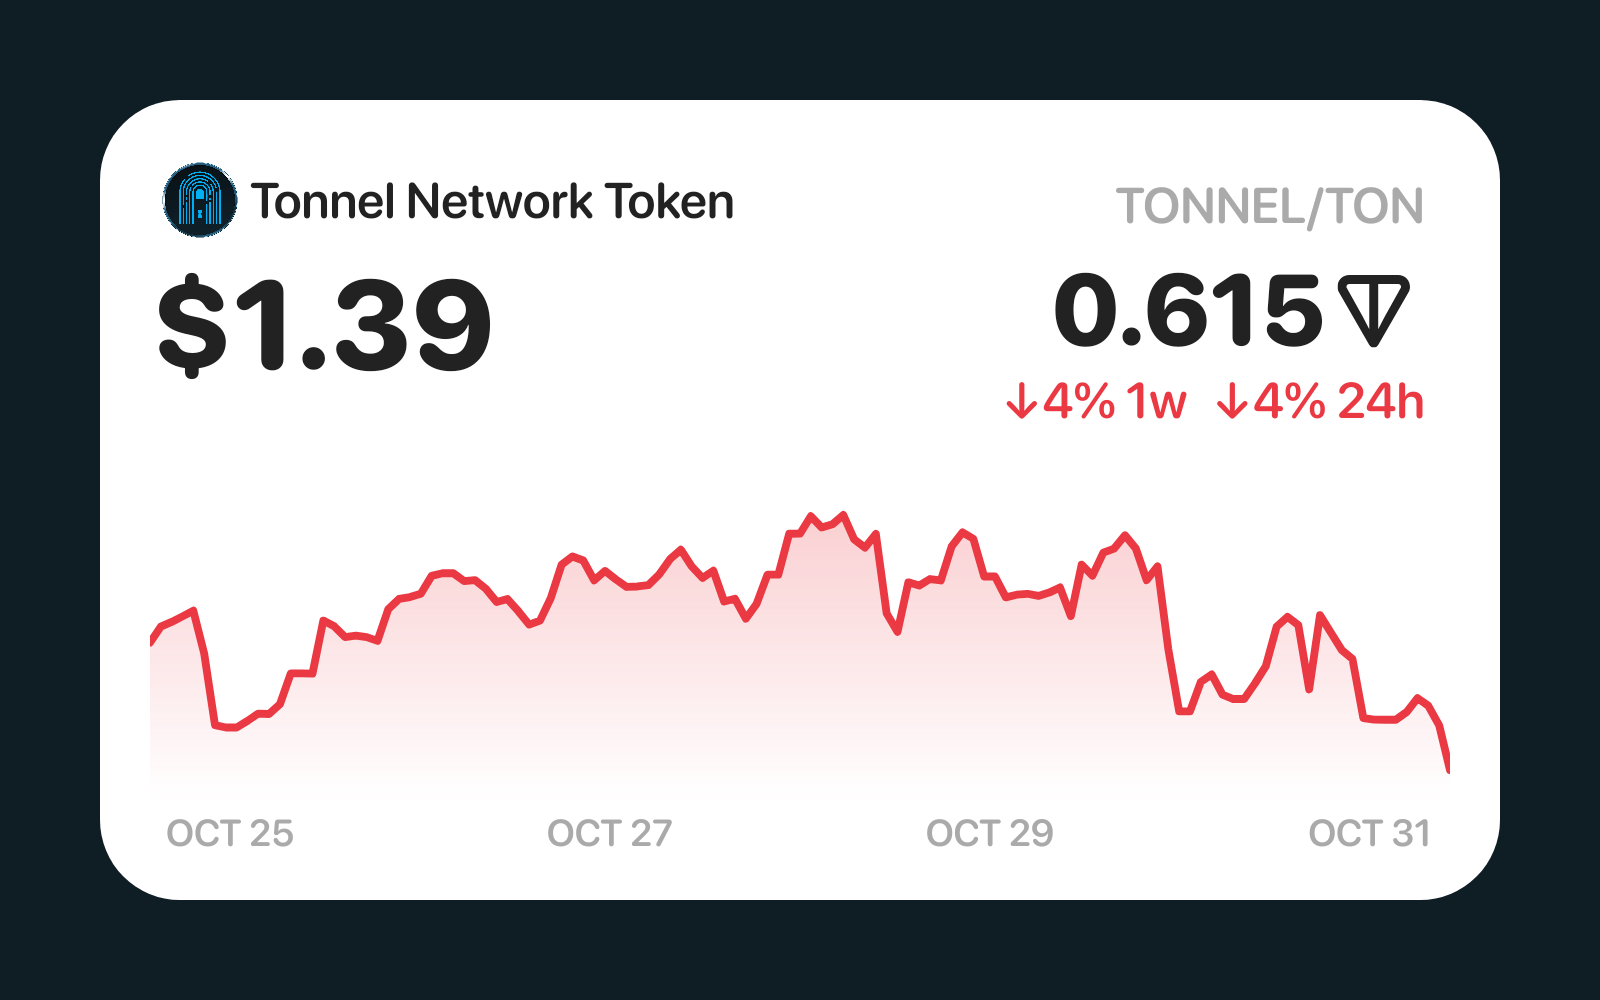 Tonnel Network Token
TONNEL/TON
$1.39
0.615
↓4% 1w ↓4% 24h
OCT 25
OCT 27
OCT 29
OCT 31